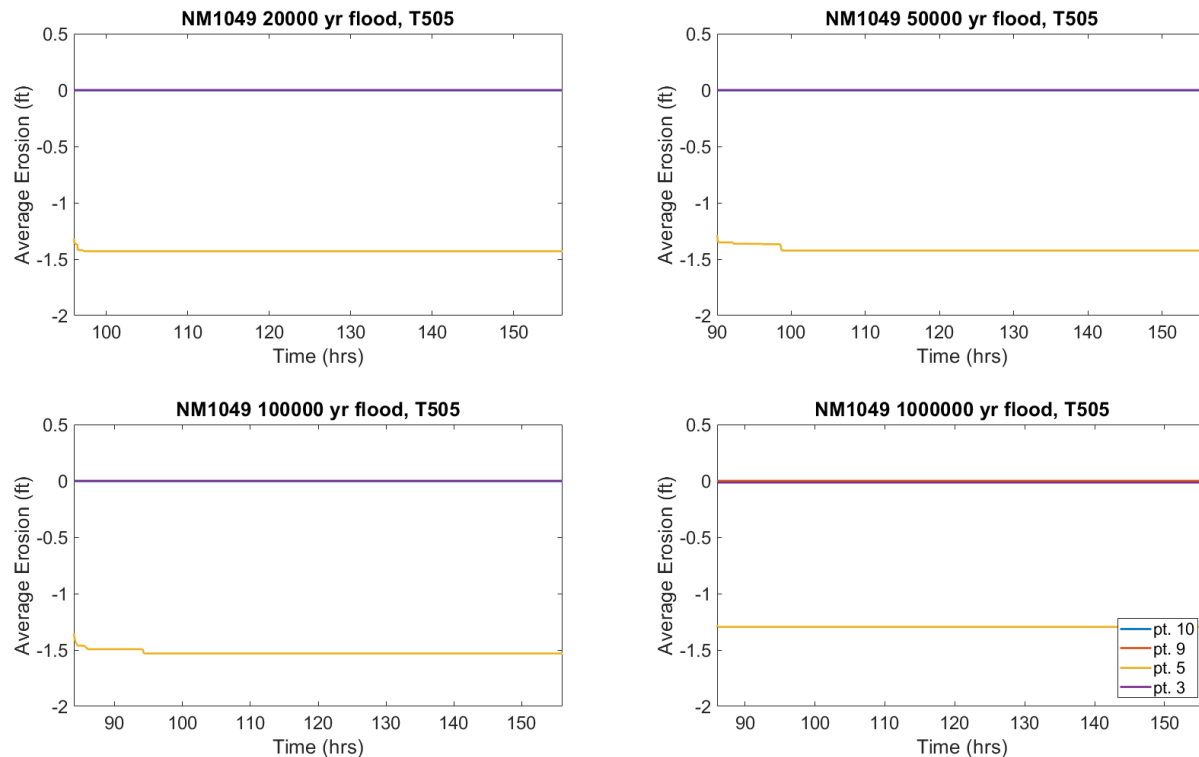 NM1049 20000 yr flood, T505
0.5
0
-0.5
-1
-1.5
-2
Average Erosion (ft)
100 110 120 130 140 150
Time (hrs)
NM1049 50000 yr flood, T505
0.5
0
-0.5
-1
-1.5
-2
Average Erosion (ft)
90 100 110 120 130 140 150
Time (hrs)
NM1049 100000 yr flood, T505
0.5
0
-0.5
-1
-1.5
-2
Average Erosion (ft)
90 100 110 120 130 140 150
Time (hrs)
NM1049 1000000 yr flood, T505
0.5
0
-0.5
-1
-1.5
-2
Average Erosion (ft)
pt. 10
pt. 9
pt. 5
pt. 3
90 100 110 120 130 140 150
Time (hrs)